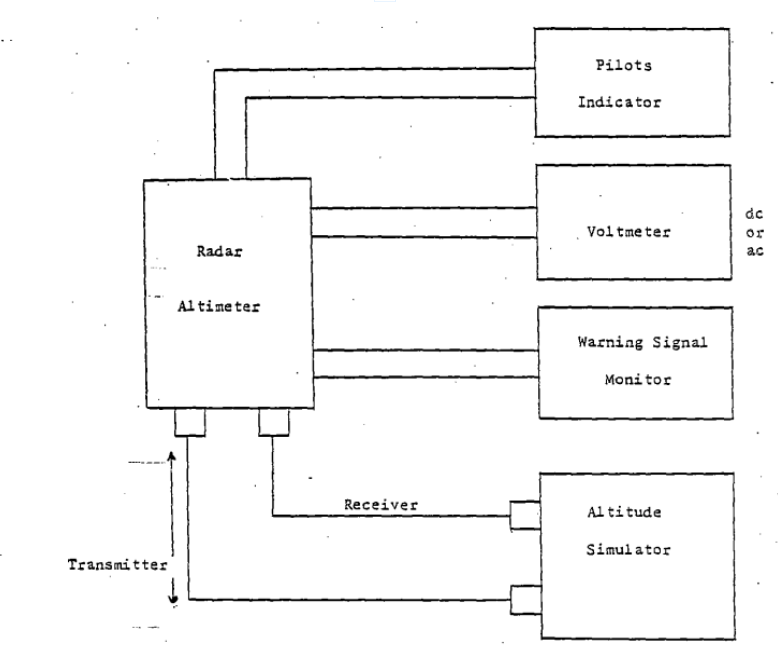 Pilots
Indicator
Radar
Altimeter
Voltmeter
dc
or
ac
Warning Signal
Monitor
Receiver
Altitude
Simulator
Transmitter